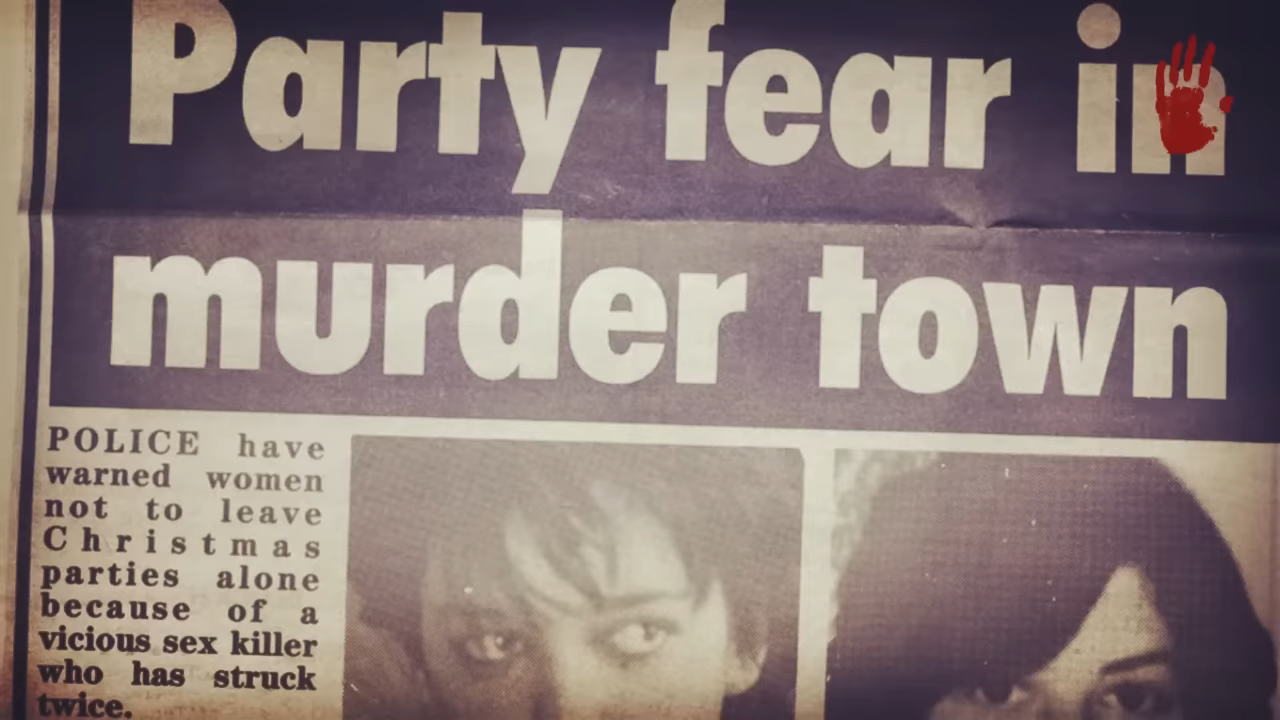 Party fear in
murder town
POLICE have
warned women
not to leave
Christmas
parties alone
because of a
vicious sex killer
who has struck
twice.